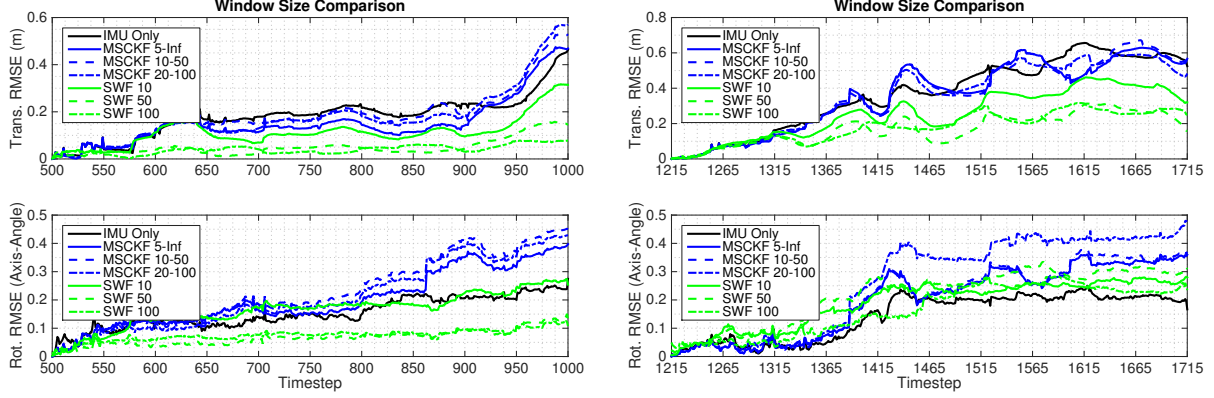 Window Size Comparison
Trans. RMSE (m)
0.6
0.4
0.2
0
IMU Only
MSCKF 5-Inf
MSCKF 10-50
MSCKF 20-100
SWF 10
SWF 50
SWF 100
500 550 600 650 700 750 800 850 900 950 1000
Rot. RMSE (Axis-Angle)
0.5
0.4
0.3
0.2
0.1
0
IMU Only
MSCKF 5-Inf
MSCKF 10-50
MSCKF 20-100
SWF 10
SWF 50
SWF 100
500 550 600 650 700 750 800 850 900 950 1000
Timestep
Window Size Comparison
Trans. RMSE (m)
0.8
0.6
0.4
0.2
0
IMU Only
MSCKF 5-Inf
MSCKF 10-50
MSCKF 20-100
SWF 10
SWF 50
SWF 100
1215 1265 1315 1365 1415 1465 1515 1565 1615 1665 1715
Rot. RMSE (Axis-Angle)
0.5
0.4
0.3
0.2
0.1
0
IMU Only
MSCKF 5-Inf
MSCKF 10-50
MSCKF 20-100
SWF 10
SWF 50
SWF 100
1215 1265 1315 1365 1415 1465 1515 1565 1615 1665 1715
Timestep